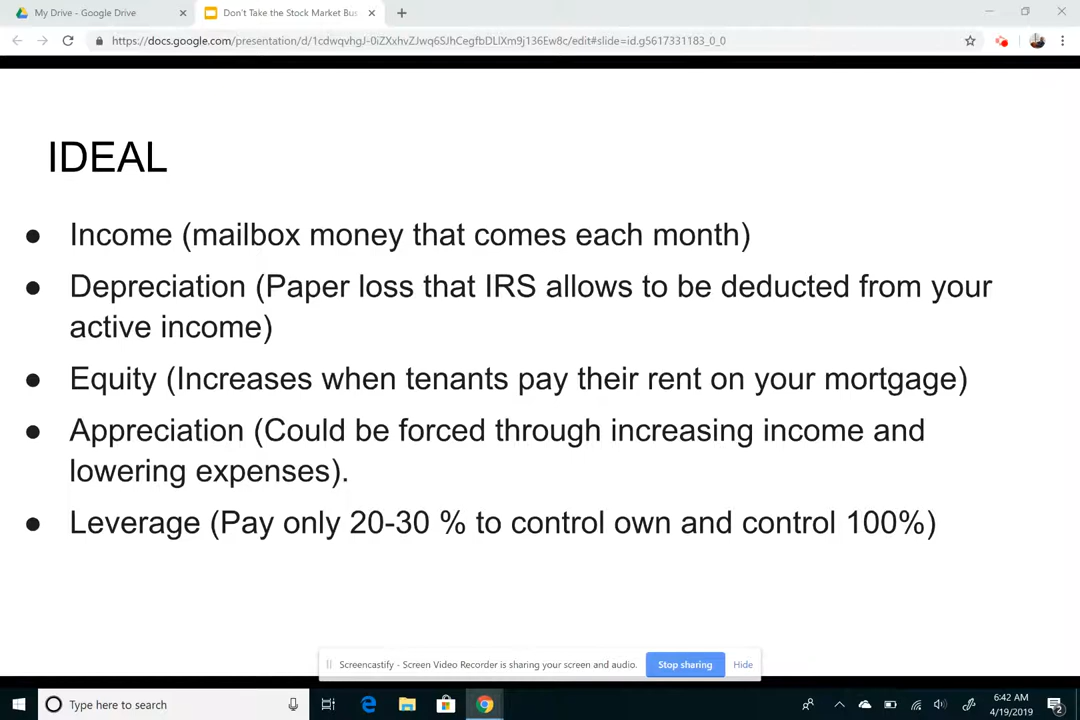 My Drive - Google Drive
Don't Take the Stock Market Bus
https://docs.google.com/presentation/d/1cdwqvhgJ-0iZXxhvZJwq6SJhCegfbDLlXm9j136Ew8c/edit#slide=id.g5617331183_0_0
IDEAL
● Income (mailbox money that comes each month)
● Depreciation (Paper loss that IRS allows to be deducted from your
active income)
● Equity (Increases when tenants pay their rent on your mortgage)
● Appreciation (Could be forced through increasing income and
lowering expenses).
● Leverage (Pay only 20-30 % to control own and control 100%)
Screencastify - Screen Video Recorder is sharing your screen and audio.
Stop sharing
Hide
Type here to search
6:42 AM
4/19/2019
2